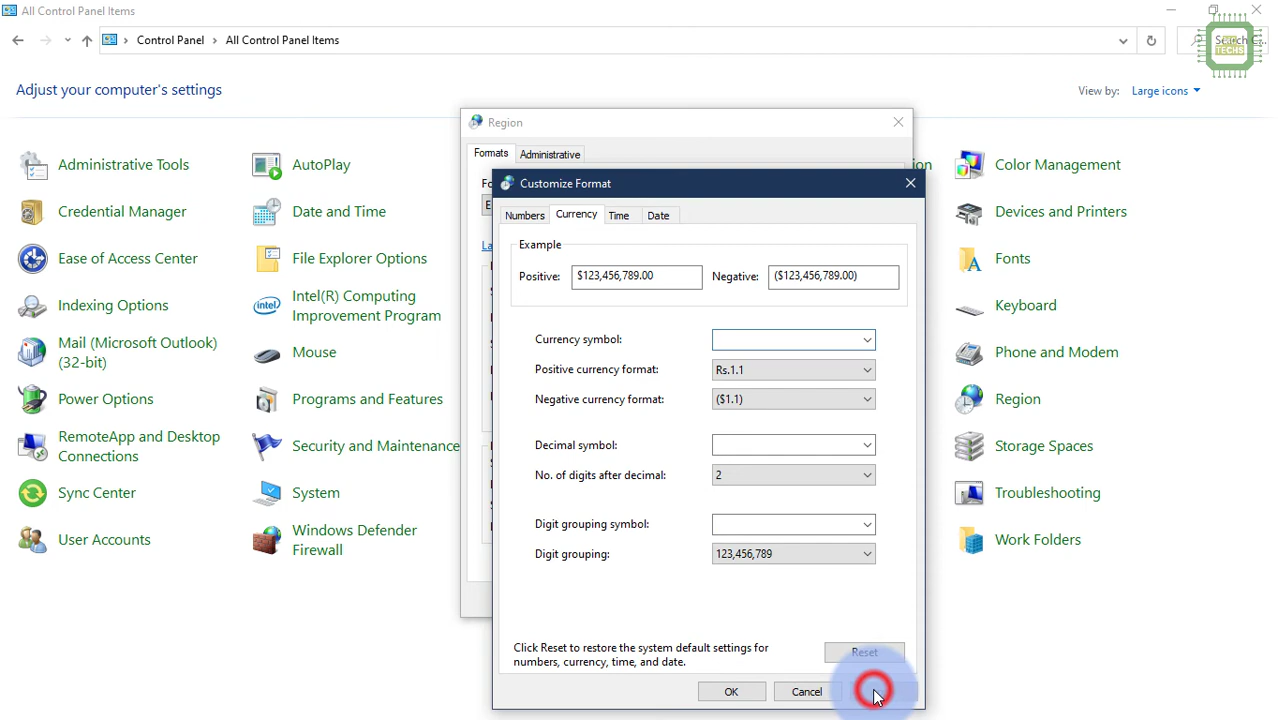 All Control Panel Items
Control Panel > All Control Panel Items
Adjust your computer's settings
View by: Large icons
Administrative Tools
AutoPlay
Color Management
Credential Manager
Date and Time
Devices and Printers
Ease of Access Center
File Explorer Options
Fonts
Indexing Options
Intel(R) Computing
Improvement Program
Keyboard
Mail (Microsoft Outlook)
(32-bit)
Mouse
Phone and Modem
Power Options
Programs and Features
Region
RemoteApp and Desktop
Connections
Security and Maintenance
Storage Spaces
Sync Center
System
Troubleshooting
User Accounts
Windows Defender
Firewall
Work Folders
Region
Formats
Administrative
Customize Format
Numbers
Currency
Time
Date
Example
Positive: $123,456,789.00
Negative: ($123,456,789.00)
Currency symbol:
Positive currency format: Rs.1.1
Negative currency format: ($1.1)
Decimal symbol:
No. of digits after decimal: 2
Digit grouping symbol:
Digit grouping: 123,456,789
Click Reset to restore the system default settings for
numbers, currency, time, and date.
Reset
OK
Cancel